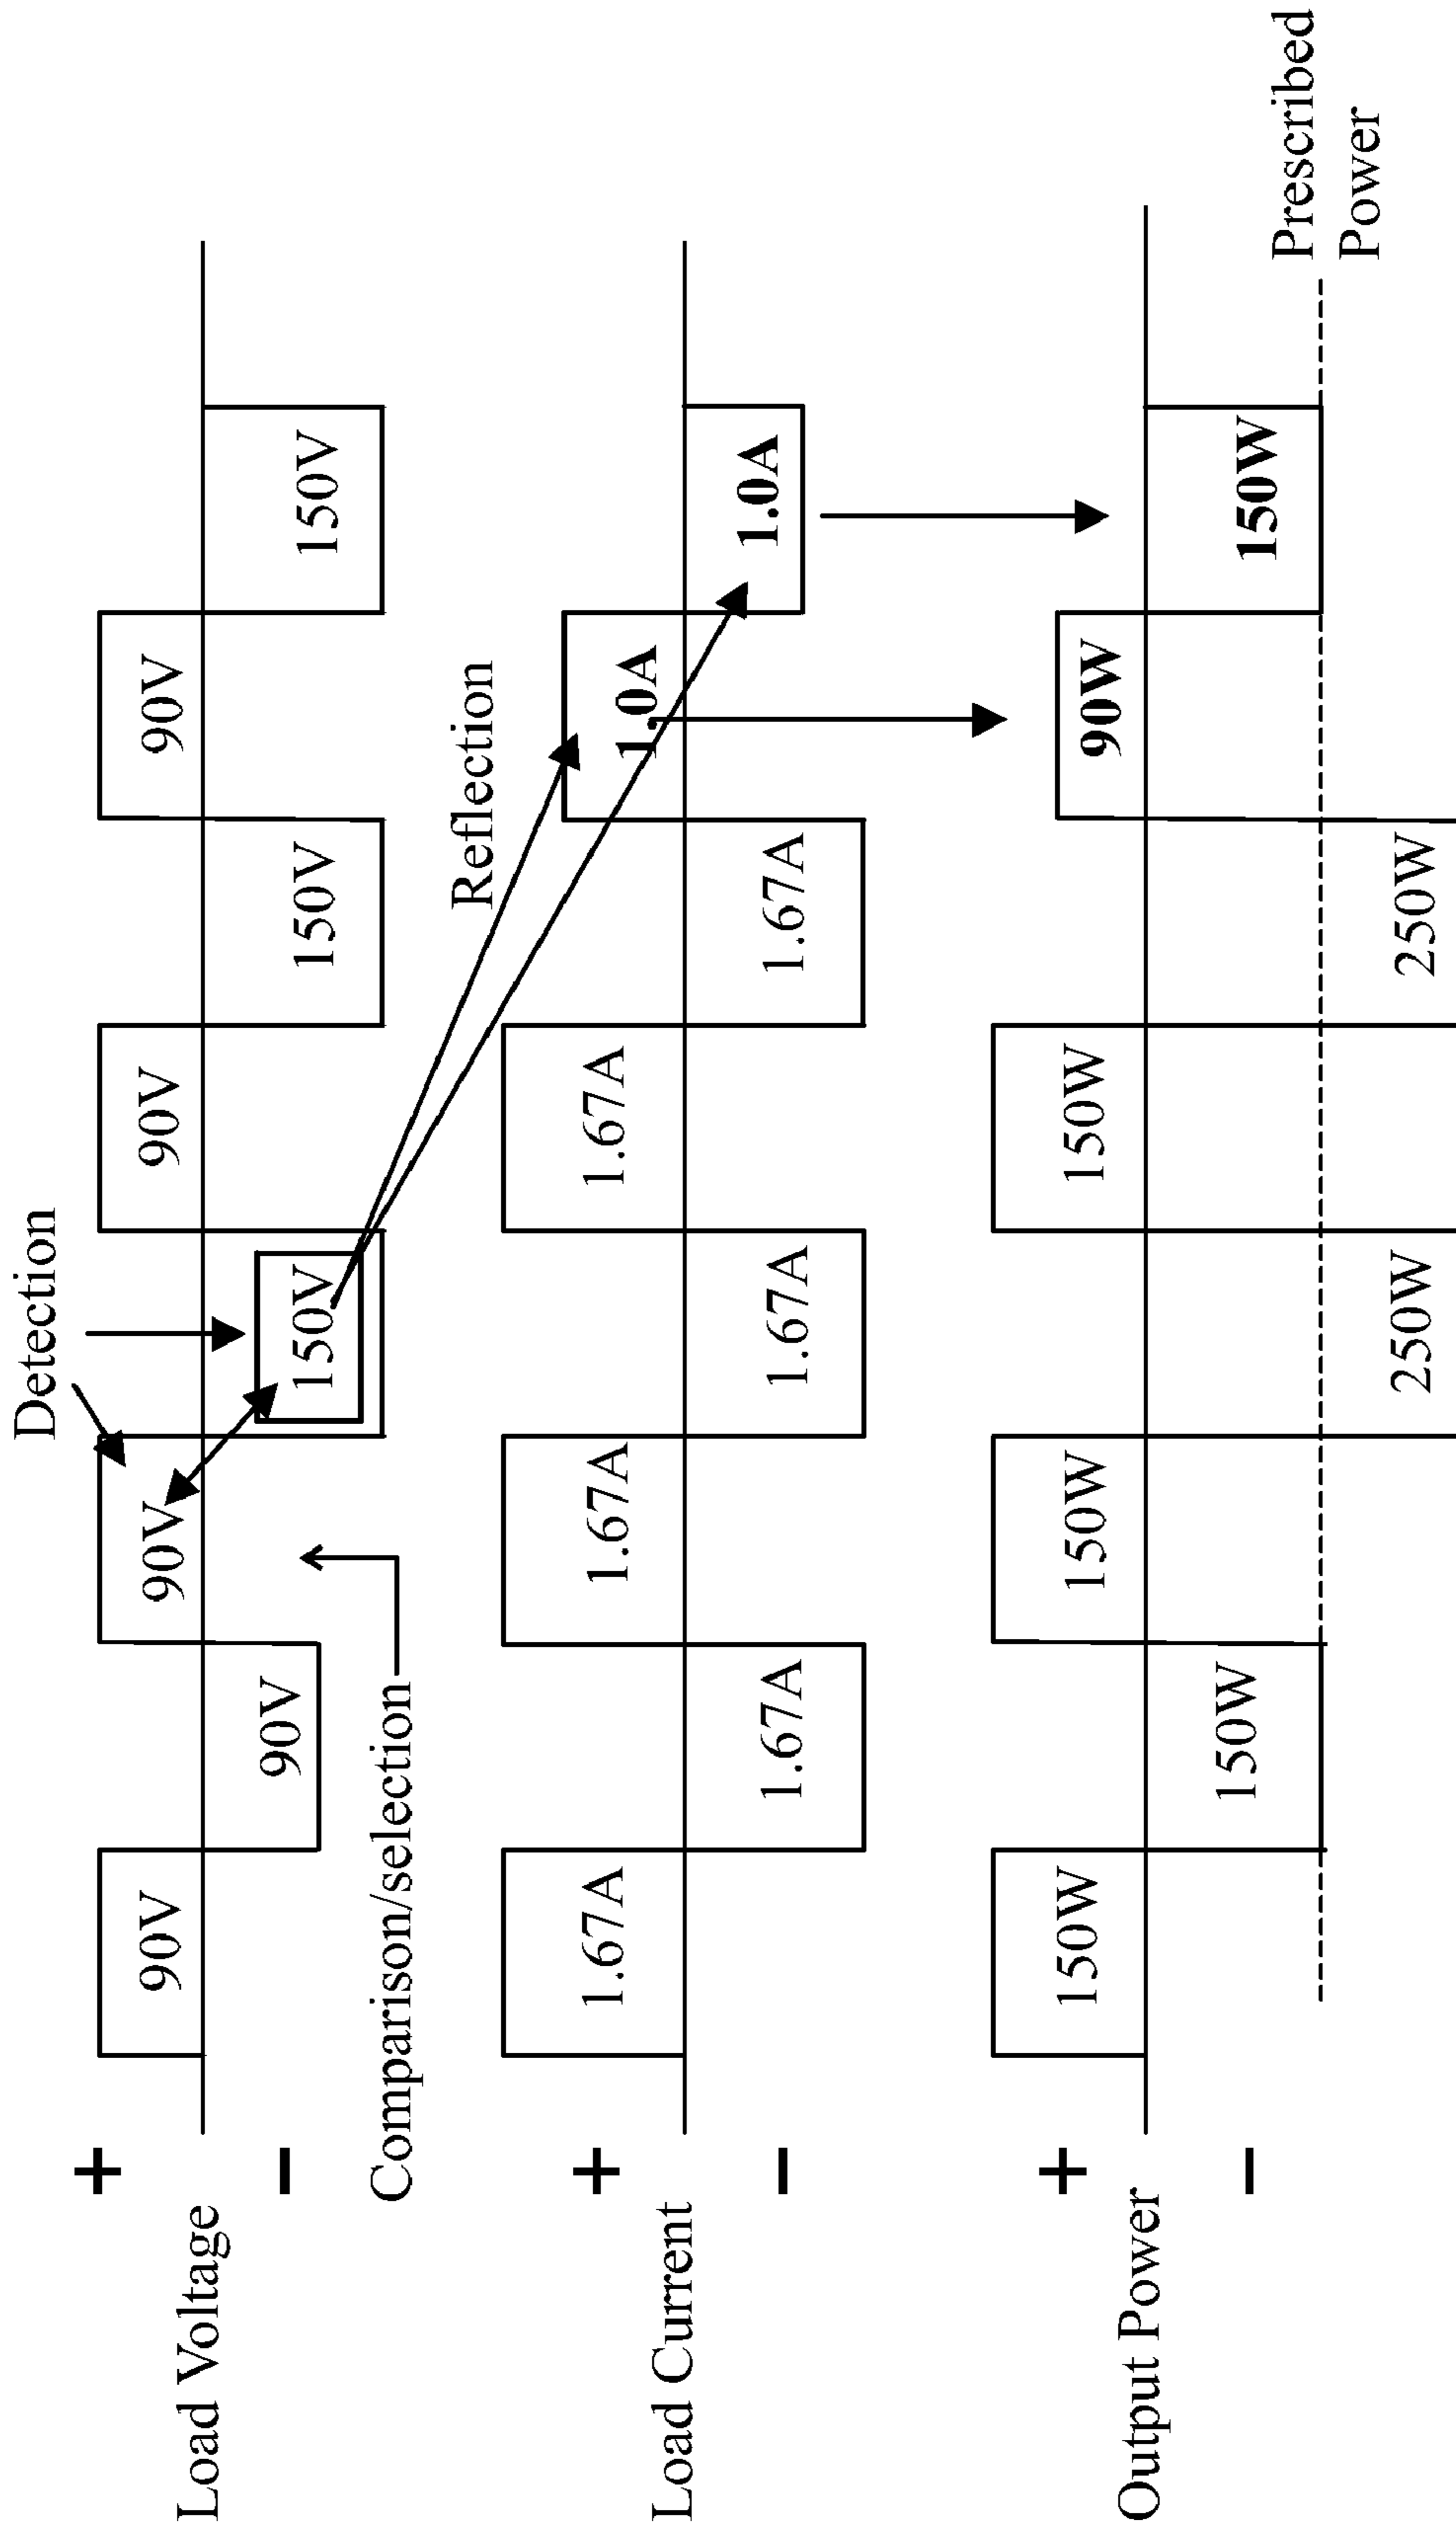 Detection
+
Load Voltage
−
90V
90V
90V
150V
90V
150V
90V
150V
Comparison/selection
Reflection
+
Load Current
−
1.67A
1.67A
1.67A
1.67A
1.67A
1.67A
1.0A
1.0A
+
Output Power
−
150W
150W
150W
250W
150W
250W
90W
150W
Prescribed
Power